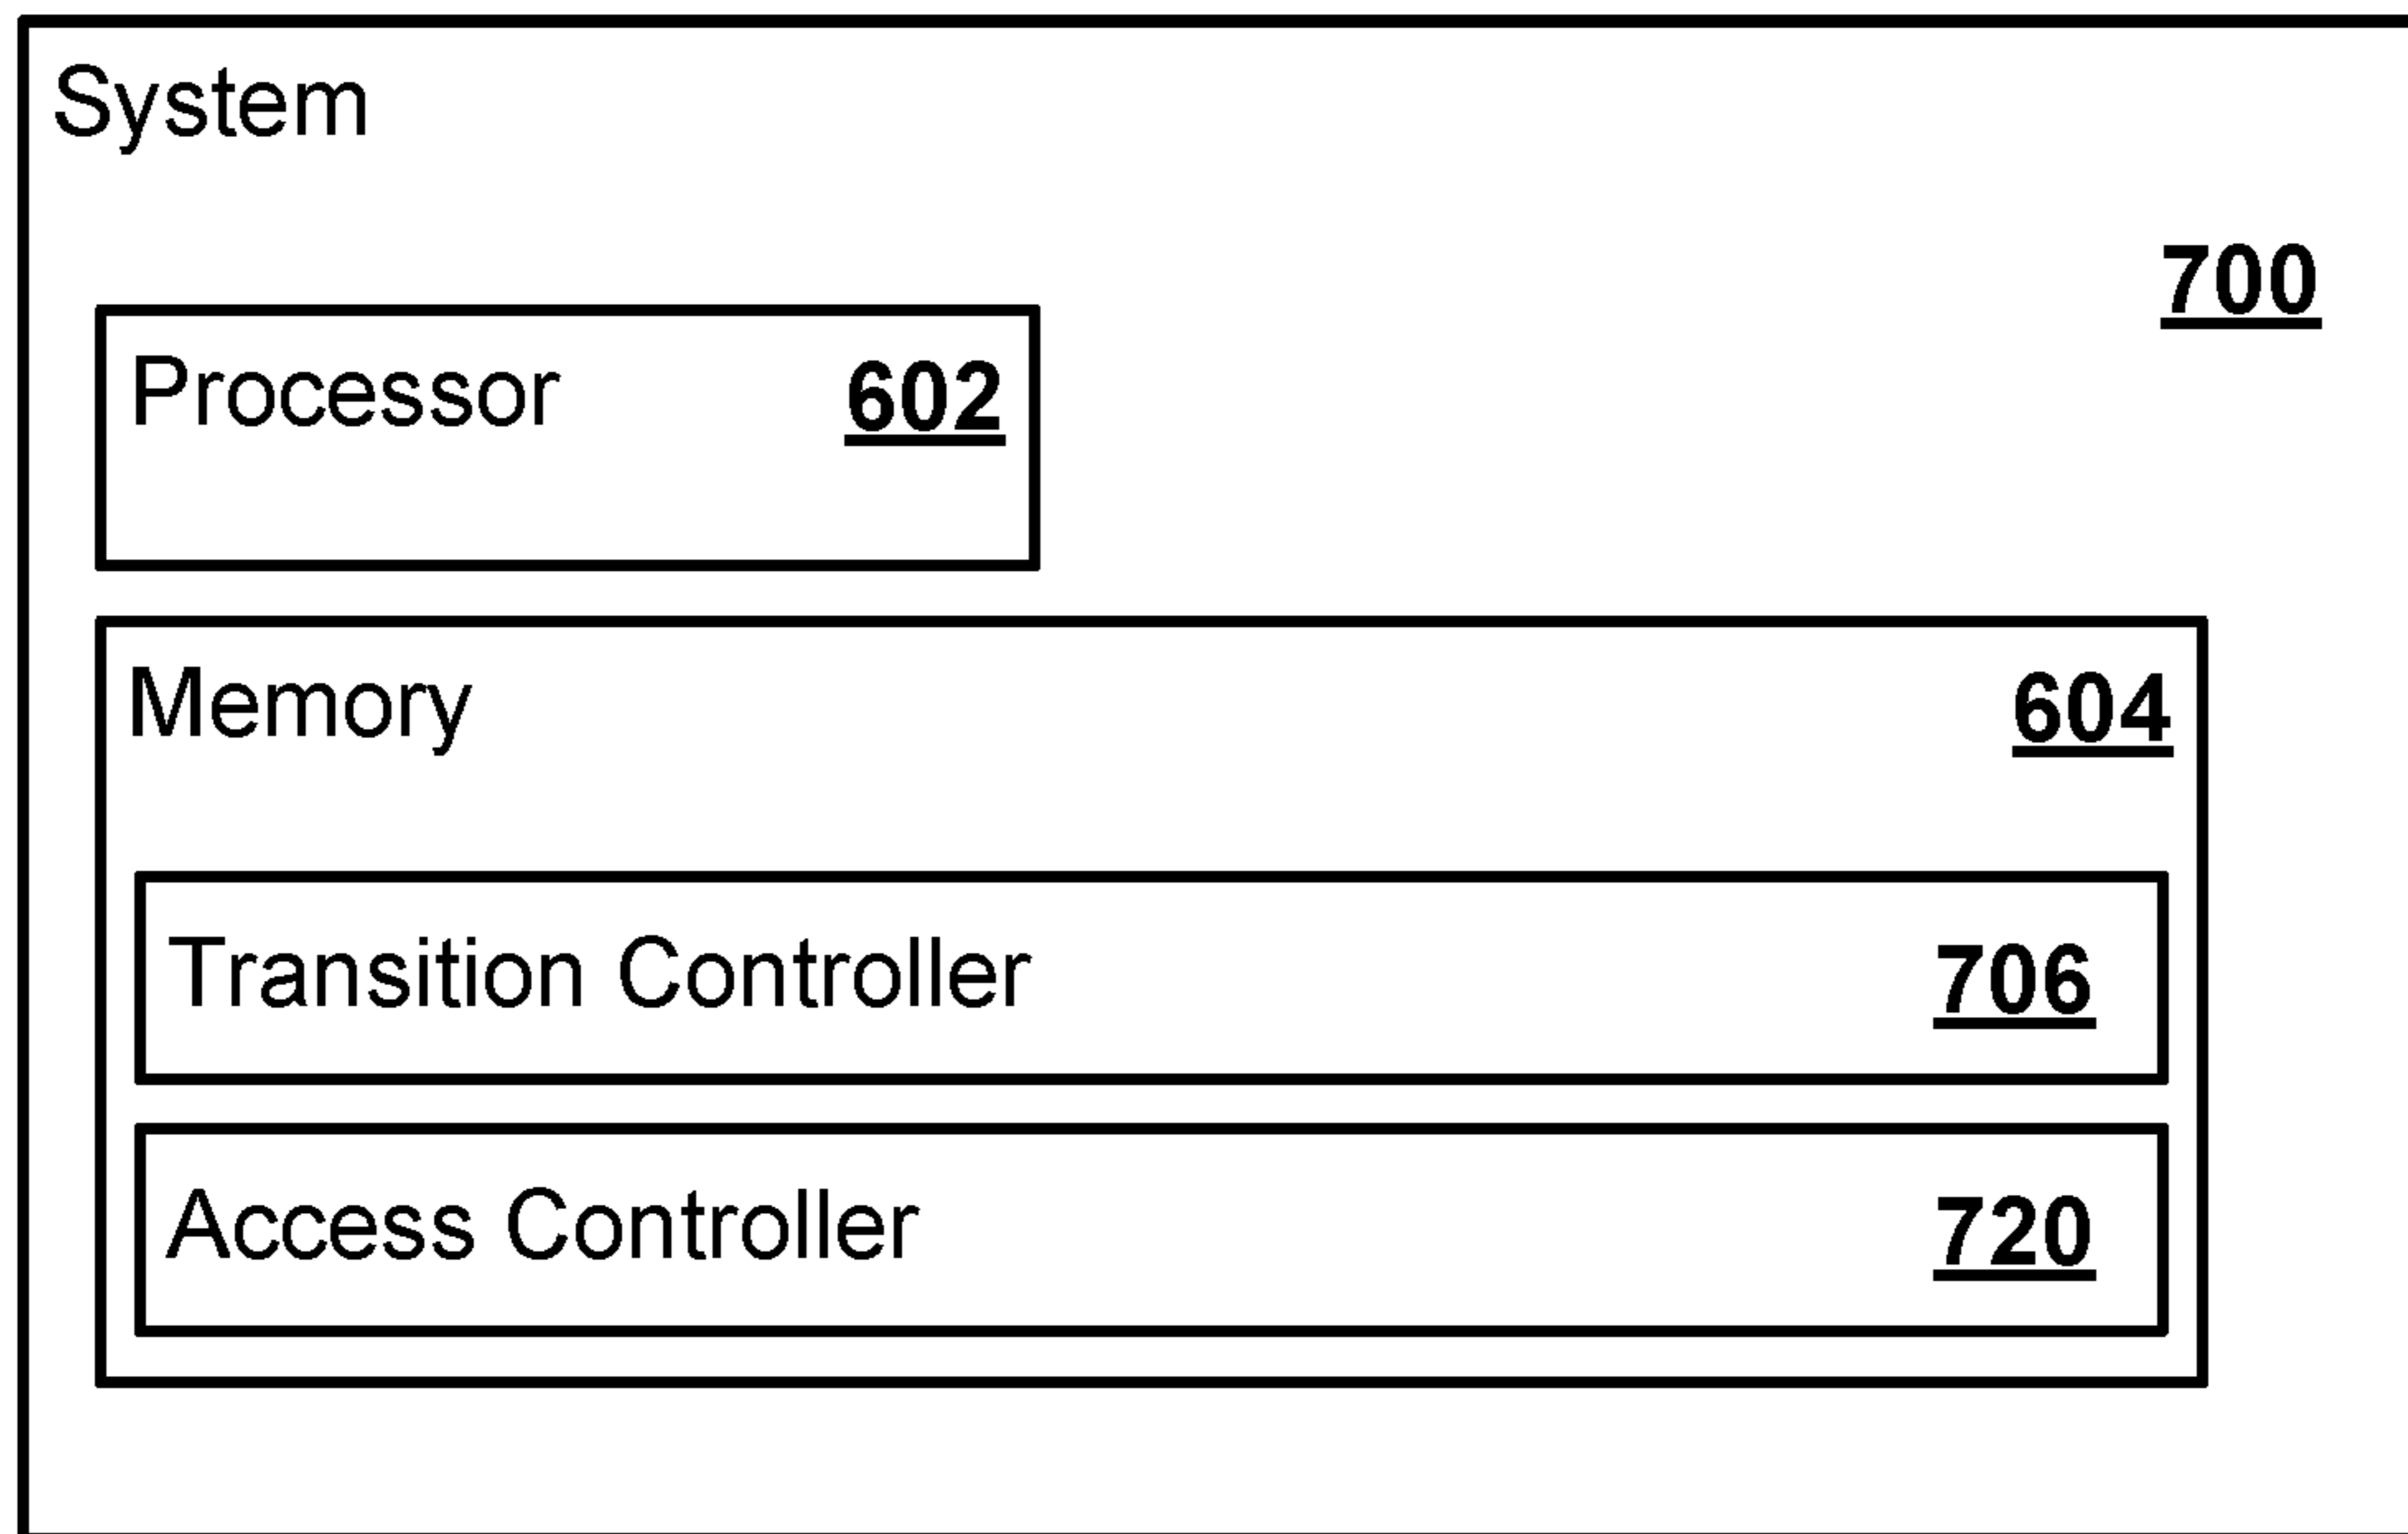 System
700
Processor 602
Memory 604
Transition Controller 706
Access Controller 720